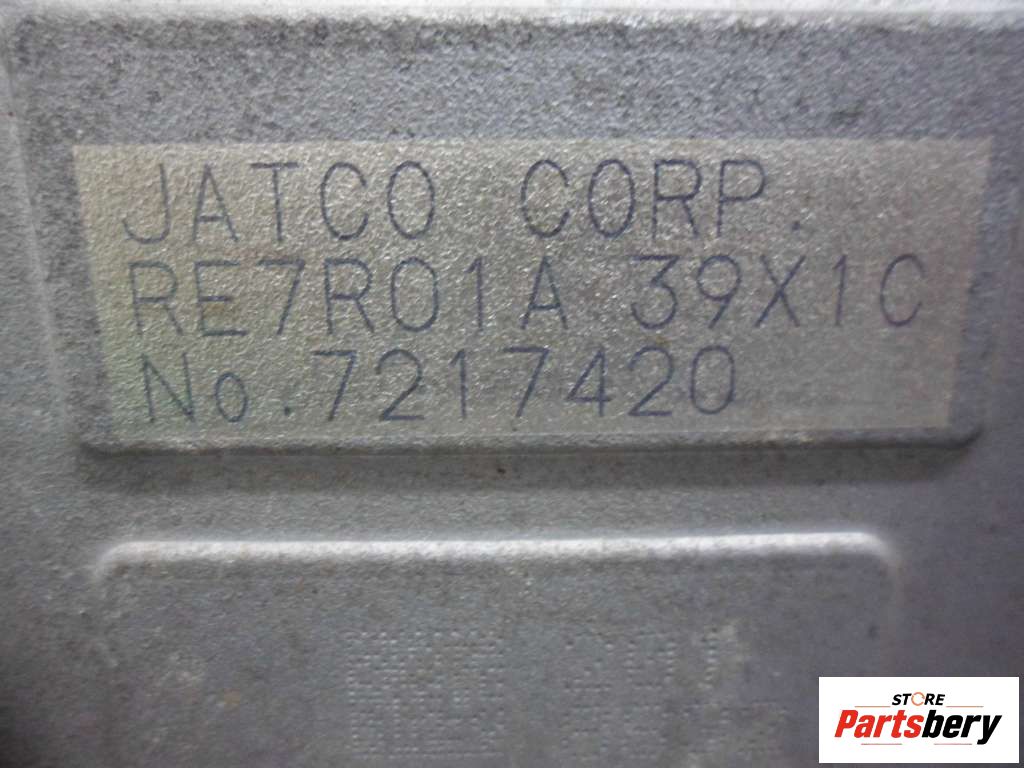 JATCO CORP.
RE7R01A 39X1C
No.7217420
STORE
Partsbery